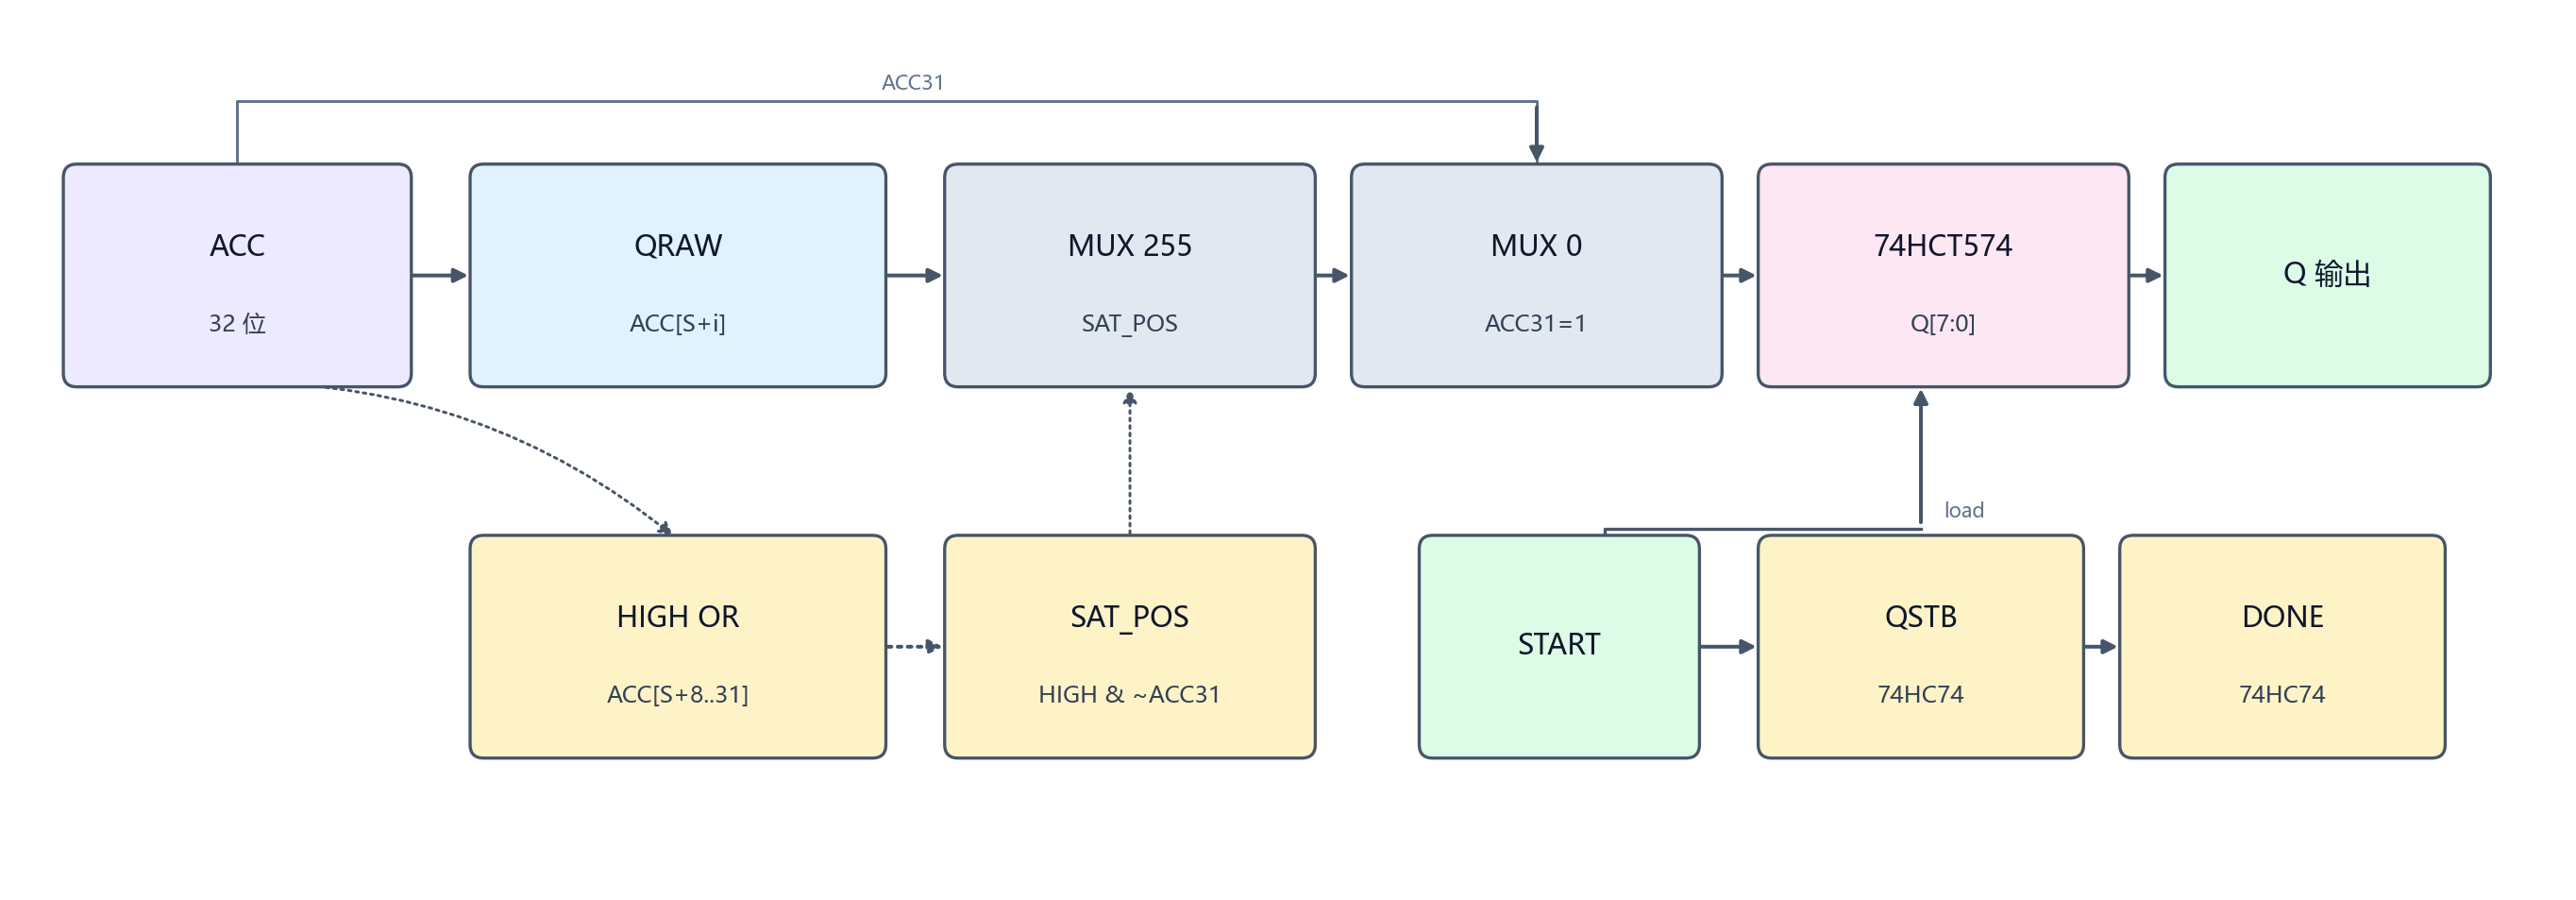 ACC31
ACC
32 位
QRAW
ACC[S+i]
MUX 255
SAT_POS
MUX 0
ACC31=1
74HCT574
Q[7:0]
Q 输出
load
HIGH OR
ACC[S+8..31]
SAT_POS
HIGH & ~ACC31
START
QSTB
74HC74
DONE
74HC74